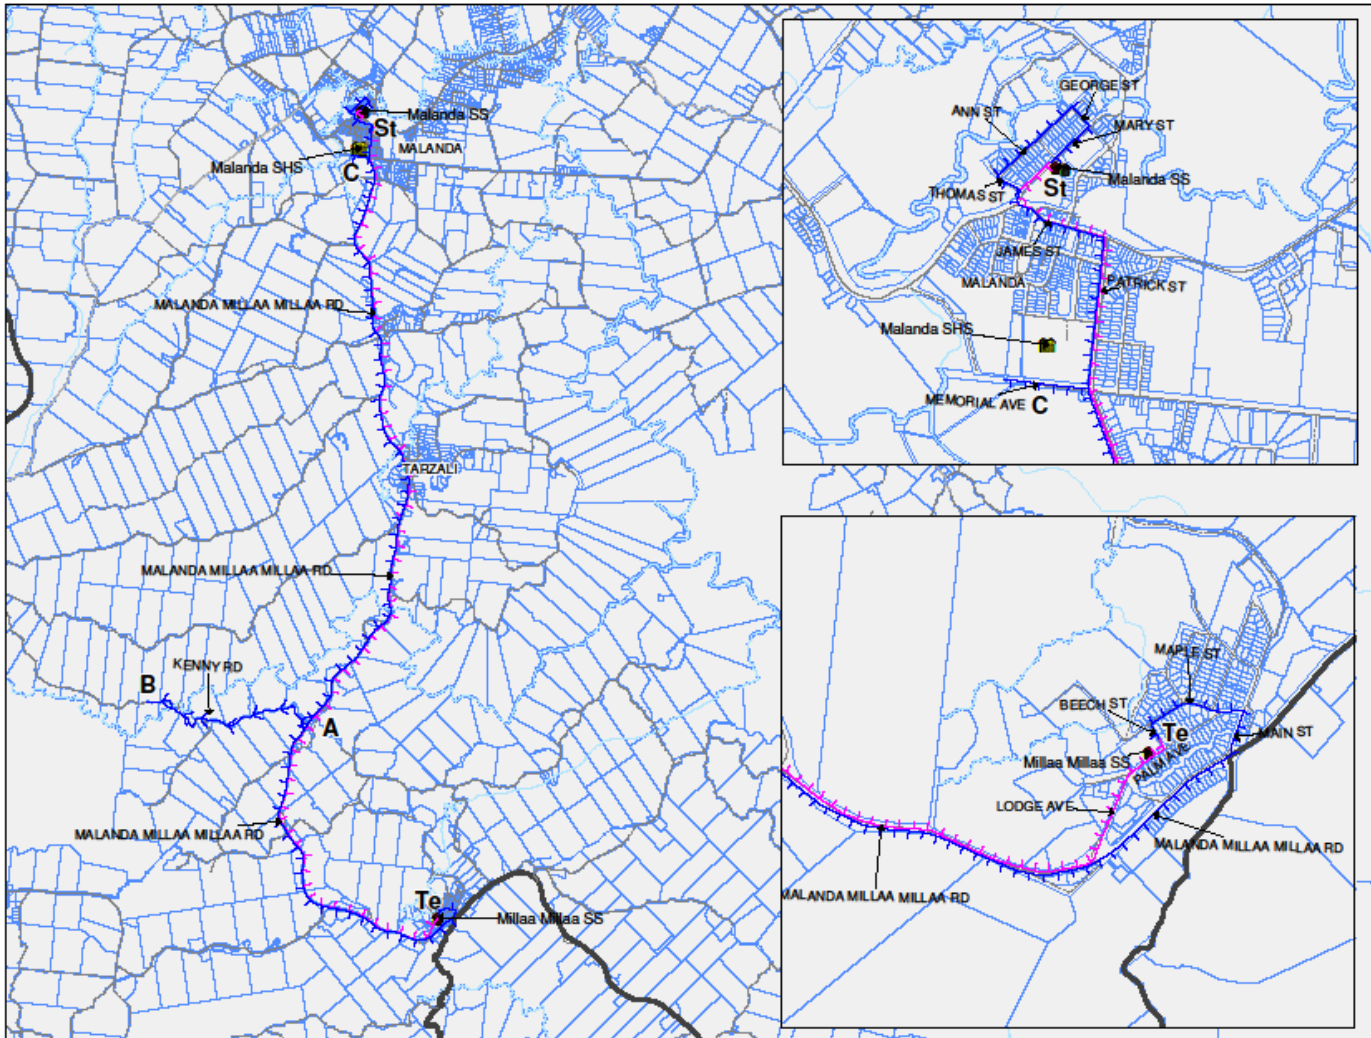 Malanda SS
St
MALANDA
Malanda SHS
C
MALANDA MILLAA MILLAA RD
TARZALI
MALANDA MILLAA MILLAA RD
KENNY RD
B
A
MALANDA MILLAA MILLAA RD
Te
Millaa Millaa SS
GEORGE ST
ANN ST
MARY ST
Malanda SS
St
THOMAS ST
JAMES ST
MALANDA
PATRICK ST
Malanda SHS
MEMORIAL AVE
C
MAPLE ST
BEECH ST
Te
MAIN ST
Millaa Millaa SS
PALM AVE
LODGE AVE
MALANDA MILLAA MILLAA RD
MALANDA MILLAA MILLAA RD